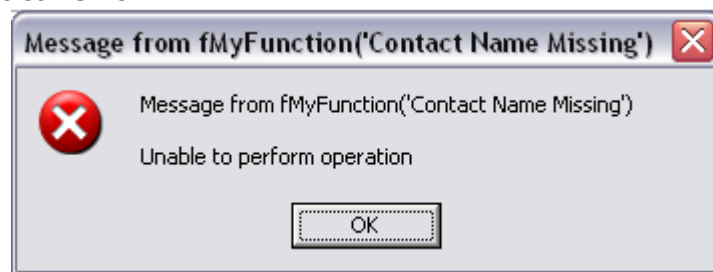 Message from fMyFunction('Contact Name Missing')
Message from fMyFunction('Contact Name Missing')
Unable to perform operation
OK